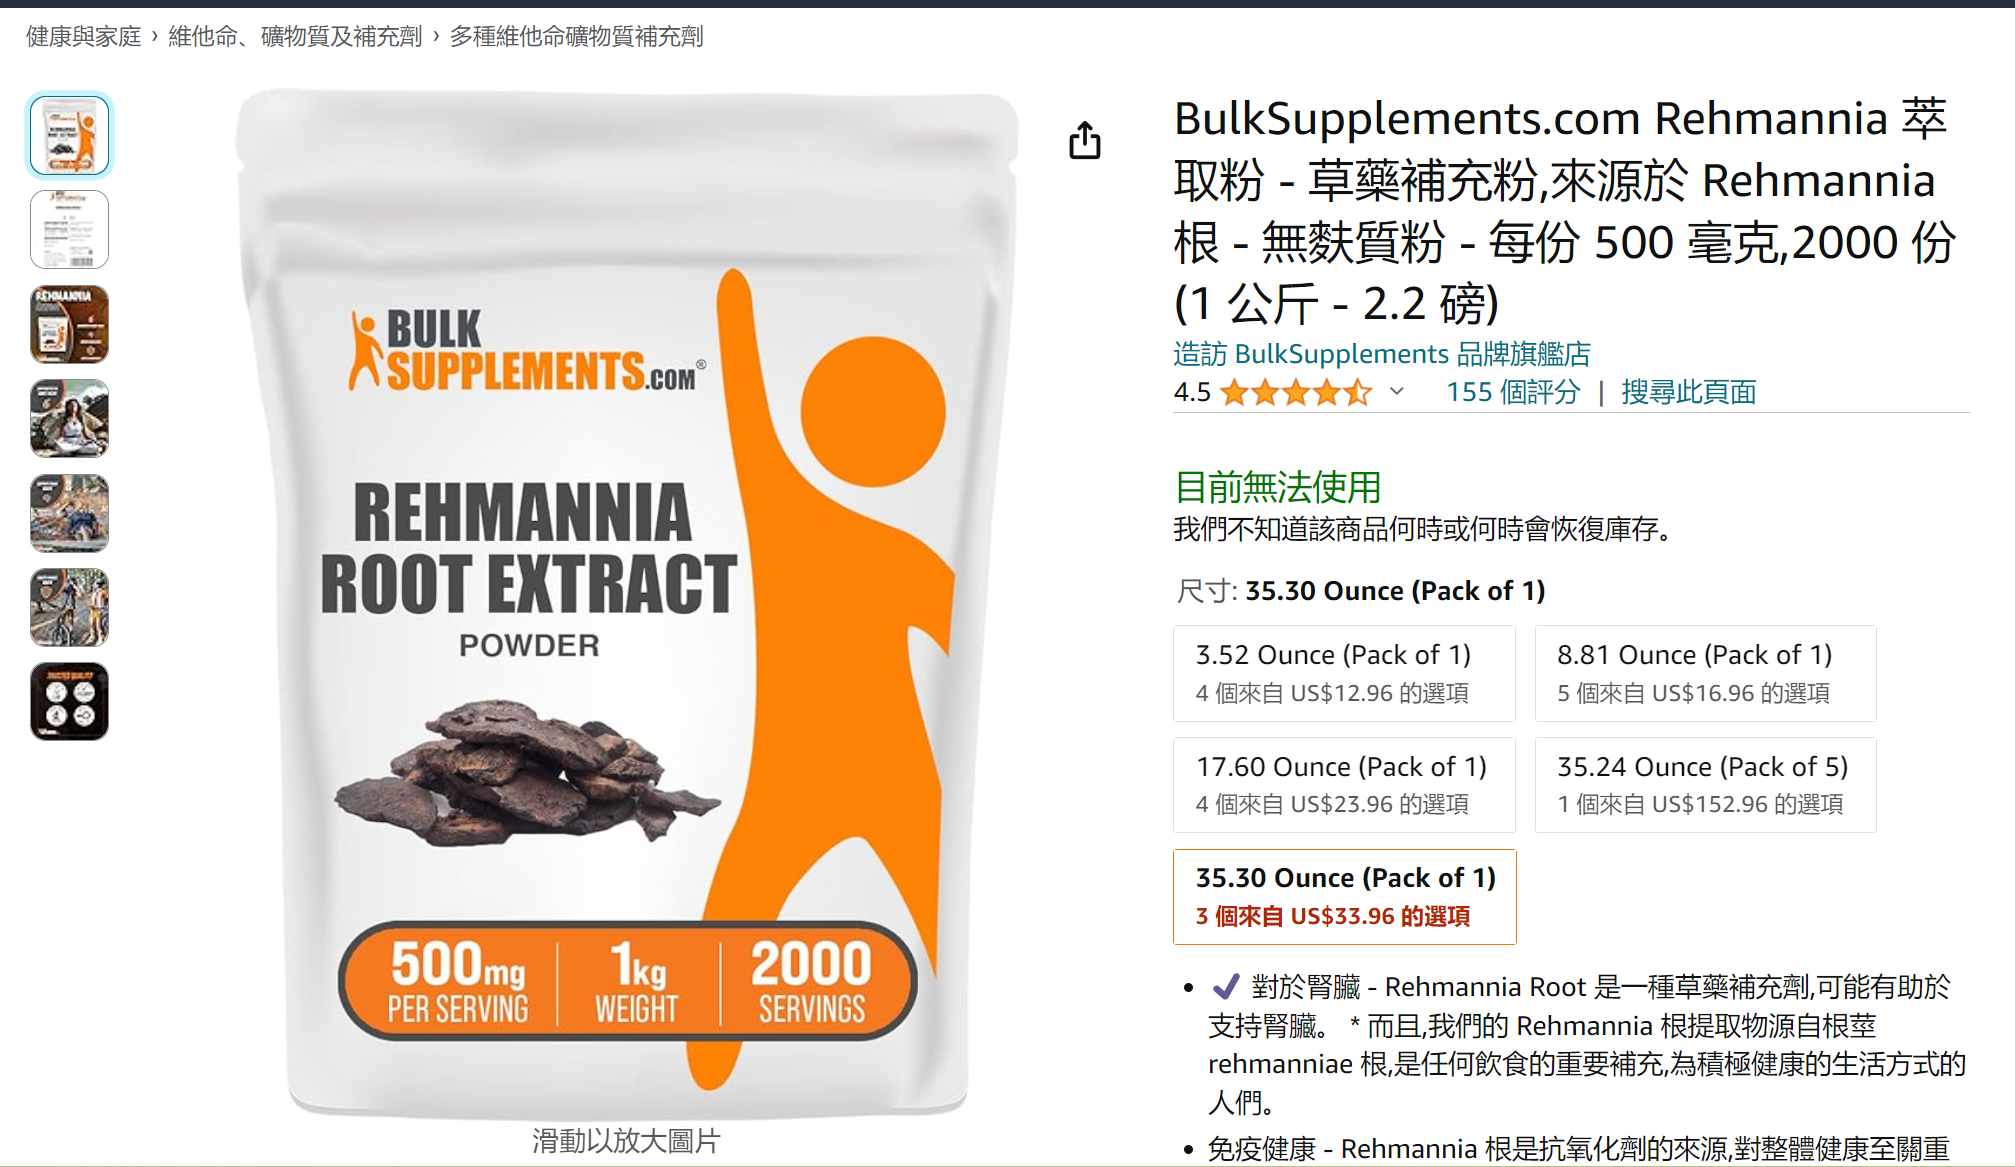 健康與家庭 › 維他命、礦物質及補充劑 › 多種維他命礦物質補充劑
BULK
SUPPLEMENTS.COM®
REHMANNIA
ROOT EXTRACT
POWDER
500mg
PER SERVING
1kg
WEIGHT
2000
SERVINGS
滑動以放大圖片
BulkSupplements.com Rehmannia 萃
取粉 - 草藥補充粉,來源於 Rehmannia
根 - 無麩質粉 - 每份 500 毫克,2000 份
(1 公斤 - 2.2 磅)
造訪 BulkSupplements 品牌旗艦店
4.5 155 個評分 | 搜尋此頁面
目前無法使用
我們不知道該商品何時或何時會恢復庫存。
尺寸: 35.30 Ounce (Pack of 1)
3.52 Ounce (Pack of 1)
4 個來自 US$12.96 的選項
8.81 Ounce (Pack of 1)
5 個來自 US$16.96 的選項
17.60 Ounce (Pack of 1)
4 個來自 US$23.96 的選項
35.24 Ounce (Pack of 5)
1 個來自 US$152.96 的選項
35.30 Ounce (Pack of 1)
3 個來自 US$33.96 的選項
• ✔ 對於腎臟 - Rehmannia Root 是一種草藥補充劑,可能有助於
支持腎臟。 * 而且,我們的 Rehmannia 根提取物源自根莖
rehmanniae 根,是任何飲食的重要補充,為積極健康的生活方式的
人們。
• 免疫健康 - Rehmannia 根是抗氧化劑的來源,對整體健康至關重